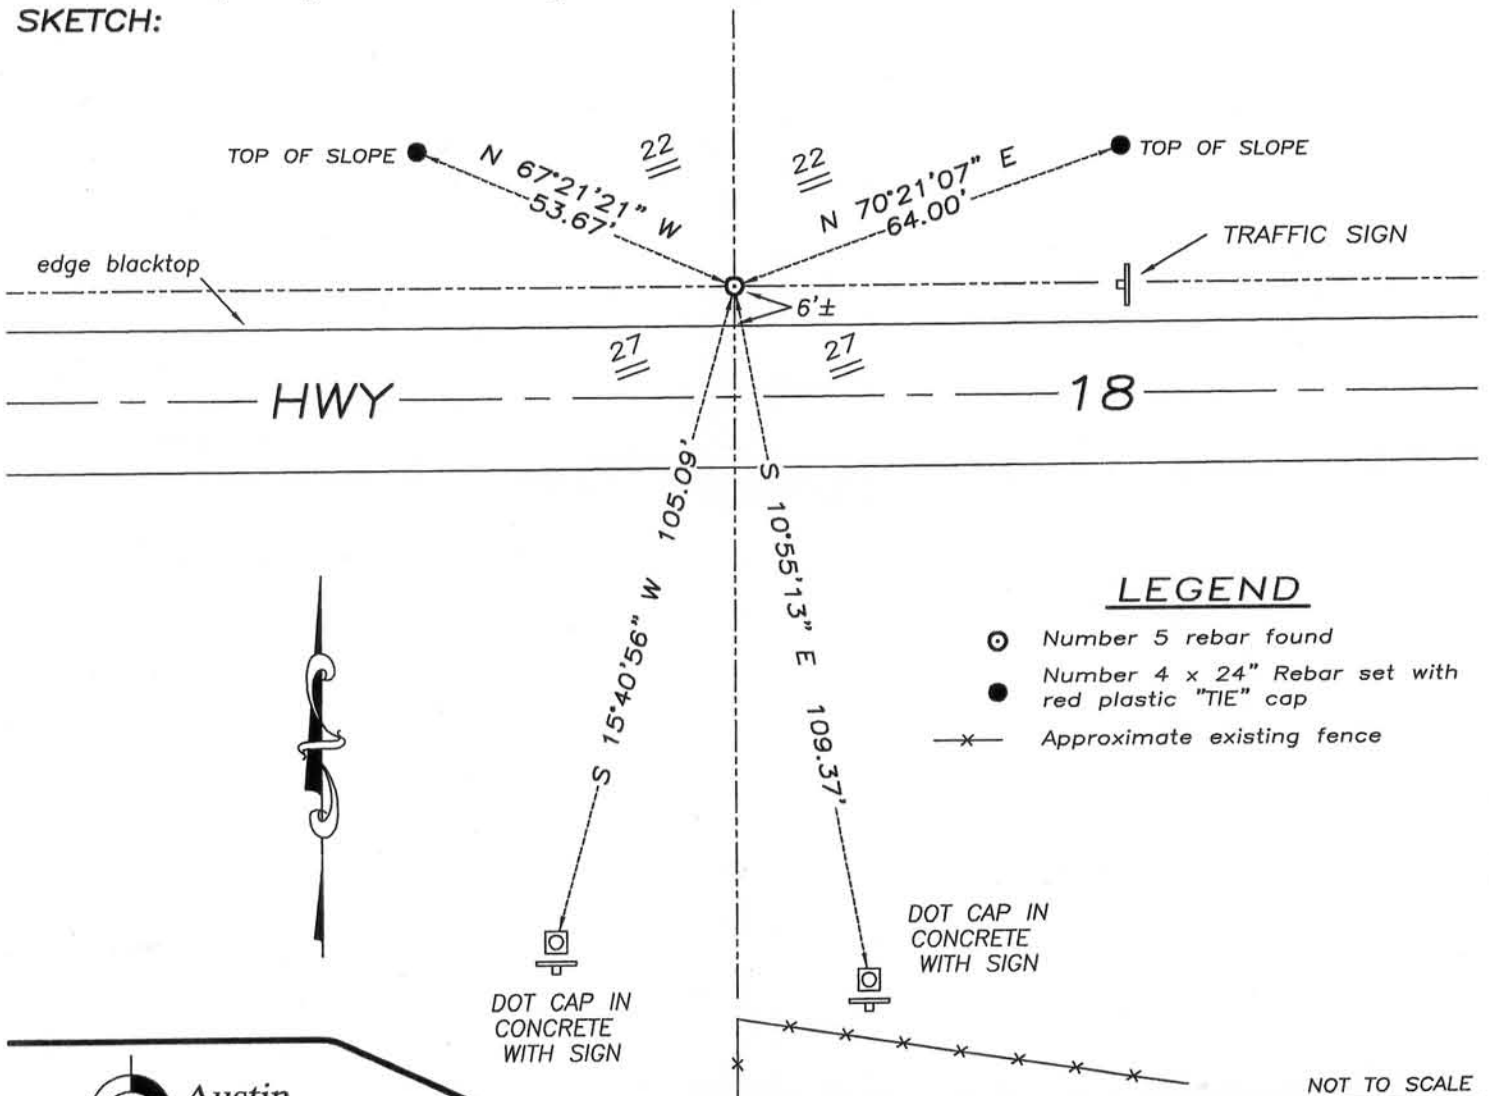 SKETCH:
TOP OF SLOPE
N 67°21'21" W
53.67'
22
22
N 70°21'07" E
64.00'
TOP OF SLOPE
TRAFFIC SIGN
edge blacktop
6'±
27
27
HWY
18
S 15°40'56" W 105.09'
S 10°55'13" E 109.37'
LEGEND
Number 5 rebar found
Number 4 x 24" Rebar set with
red plastic "TIE" cap
Approximate existing fence
DOT CAP IN
CONCRETE
WITH SIGN
DOT CAP IN
CONCRETE
WITH SIGN
Austin
NOT TO SCALE